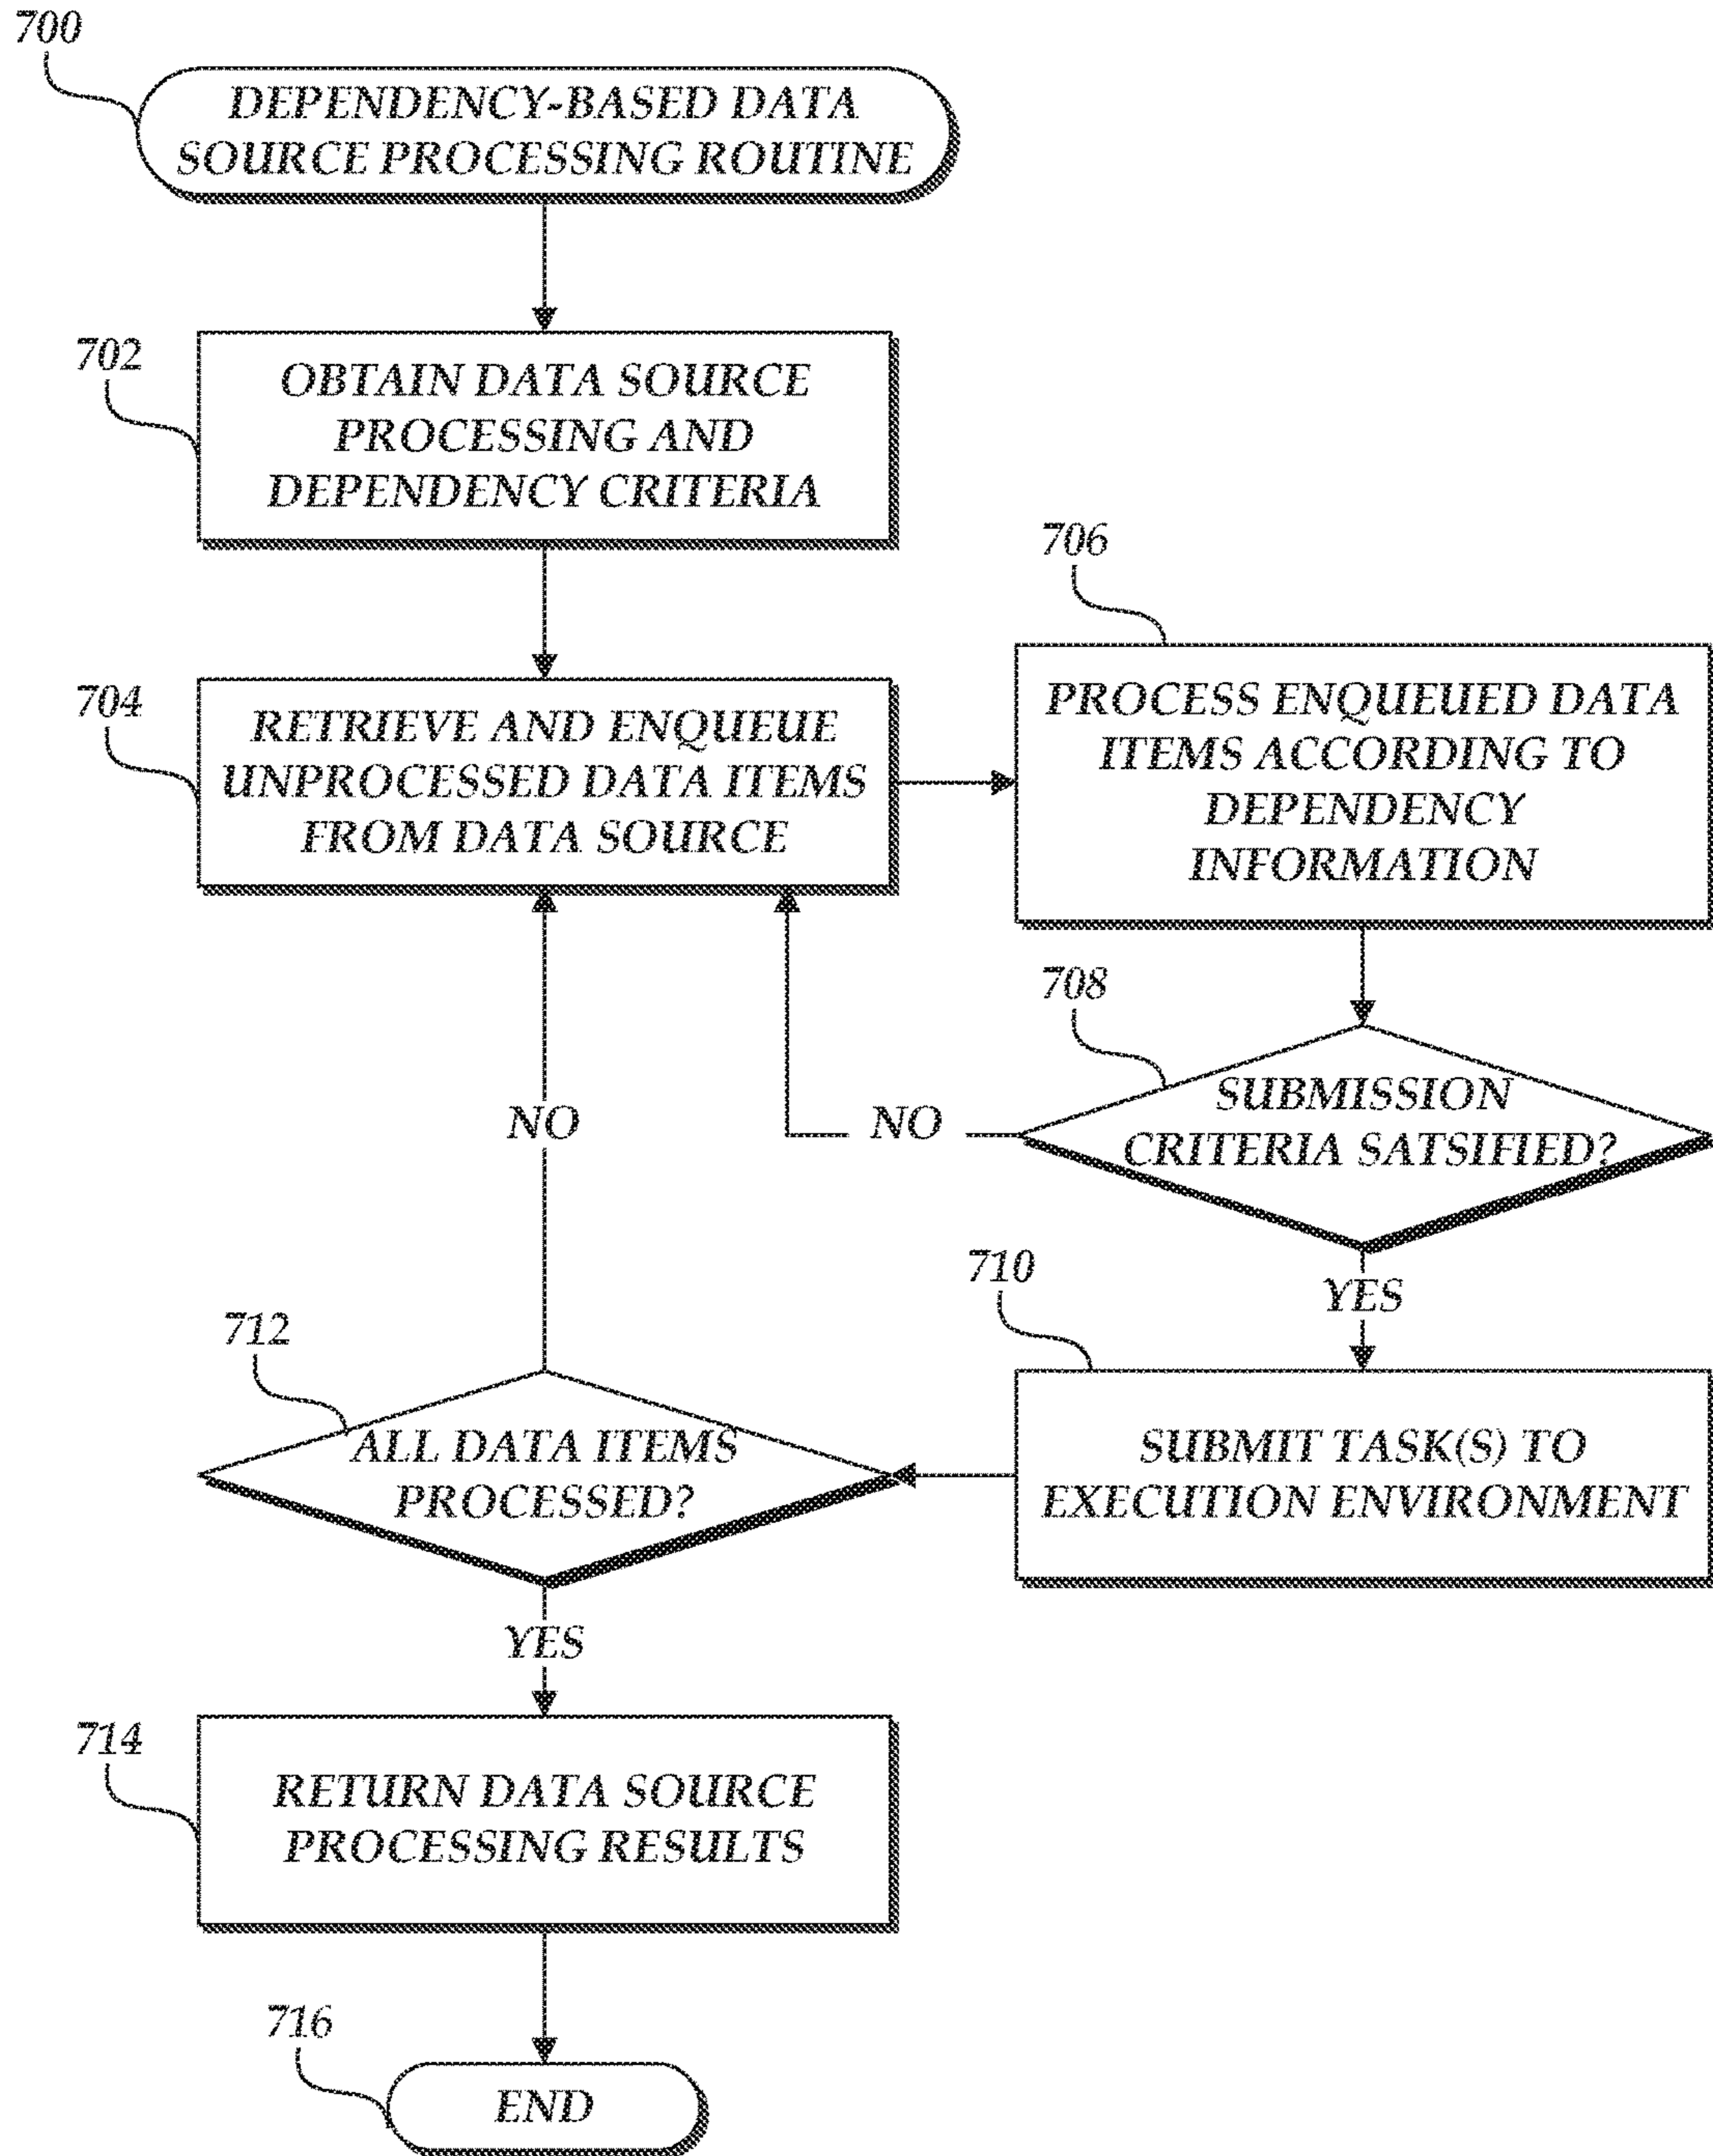 700
DEPENDENCY-BASED DATA
SOURCE PROCESSING ROUTINE
702
OBTAIN DATA SOURCE
PROCESSING AND
DEPENDENCY CRITERIA
704
RETRIEVE AND ENQUEUE
UNPROCESSED DATA ITEMS
FROM DATA SOURCE
706
PROCESS ENQUEUED DATA
ITEMS ACCORDING TO
DEPENDENCY
INFORMATION
708
SUBMISSION
CRITERIA SATSIFIED?
NO
NO
YES
710
SUBMIT TASK(S) TO
EXECUTION ENVIRONMENT
712
ALL DATA ITEMS
PROCESSED?
YES
714
RETURN DATA SOURCE
PROCESSING RESULTS
716
END